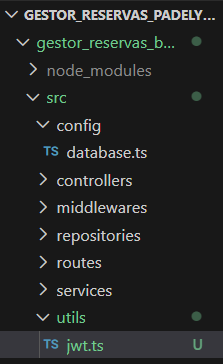 GESTOR_RESERVAS_PADELY...
gestor_reservas_b...
node_modules
src
config
TS database.ts
controllers
middlewares
repositories
routes
services
utils
TS jwt.ts U